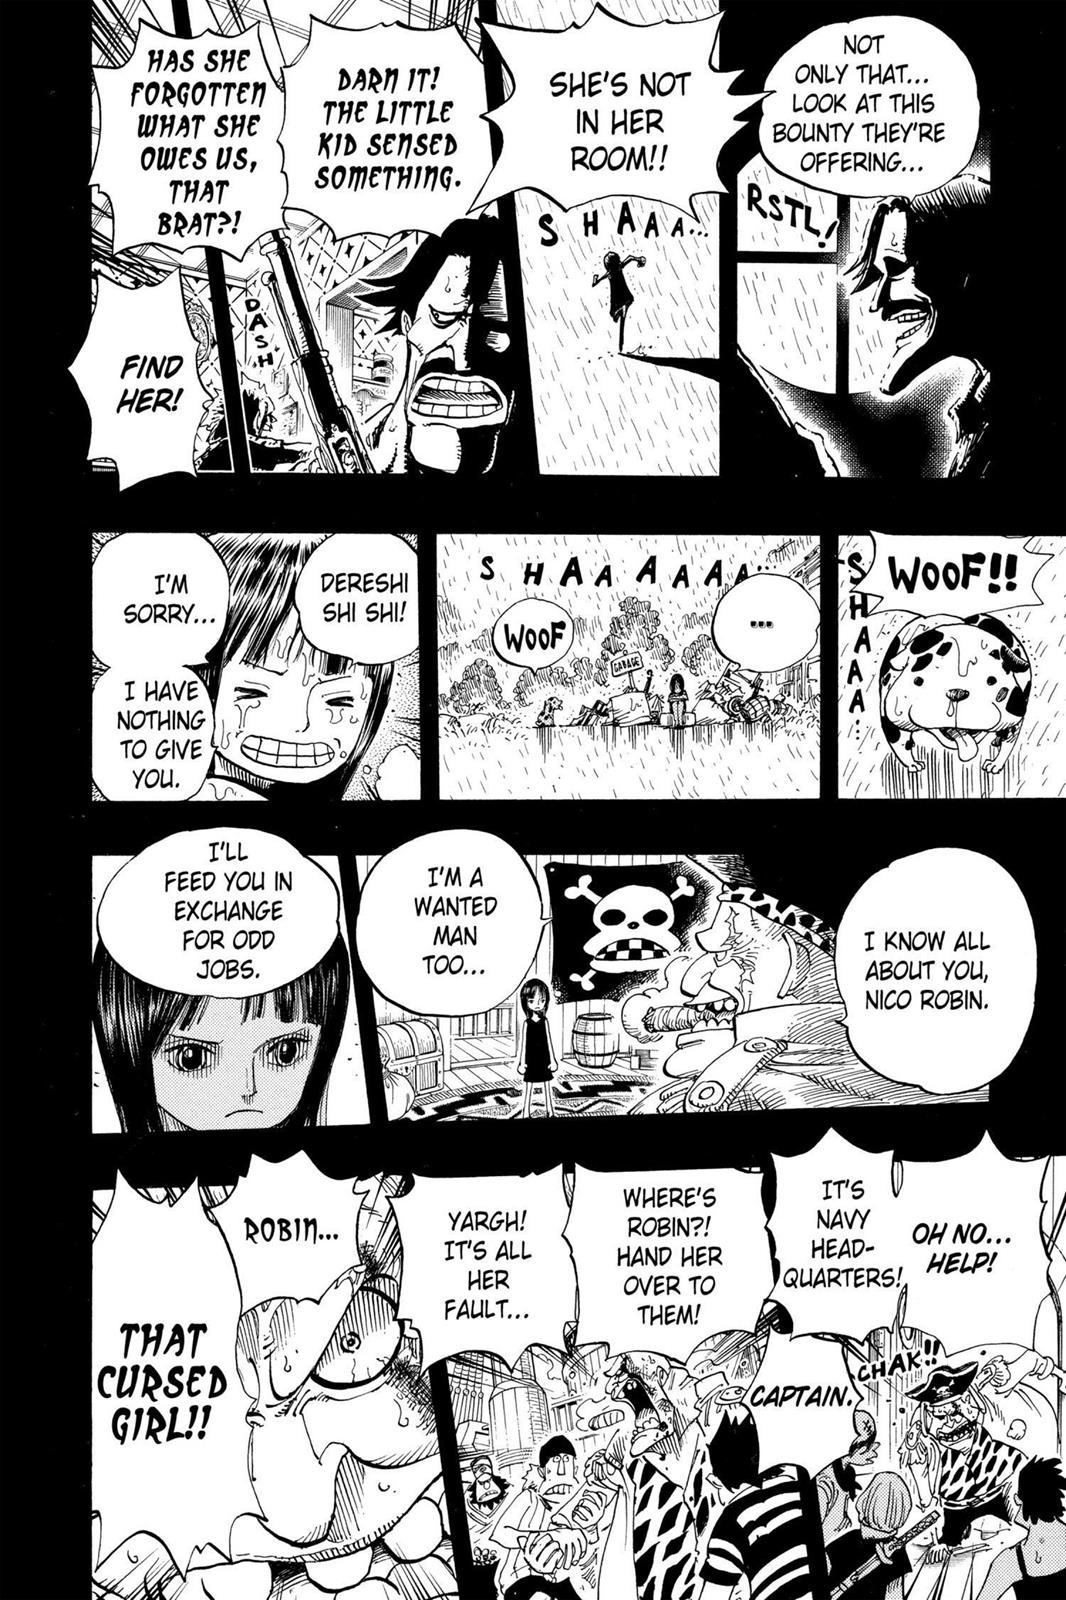 NOT
ONLY THAT...
LOOK AT THIS
BOUNTY THEY'RE
OFFERING...
RSTL!
SHE'S NOT
IN HER
ROOM!!
SHAAA...
DARN IT!
THE LITTLE
KID SENSED
SOMETHING.
HAS SHE
FORGOTTEN
WHAT SHE
OWES US,
THAT
BRAT?!
DASH
FIND
HER!
WOOF!!
SHAAA...
...
SHAAAAAA...
WOOF
GARBAGE
DERESHI
SHI SHI!
I'M
SORRY...
I HAVE
NOTHING
TO GIVE
YOU.
I KNOW ALL
ABOUT YOU,
NICO ROBIN.
I'M A
WANTED
MAN
TOO...
I'LL
FEED YOU IN
EXCHANGE
FOR ODD
JOBS.
OH NO...
HELP!
IT'S
NAVY
HEAD-
QUARTERS!
CHAK!!
CAPTAIN.
WHERE'S
ROBIN?!
HAND HER
OVER TO
THEM!
YARGH!
IT'S ALL
HER
FAULT...
ROBIN...
THAT
CURSED
GIRL!!